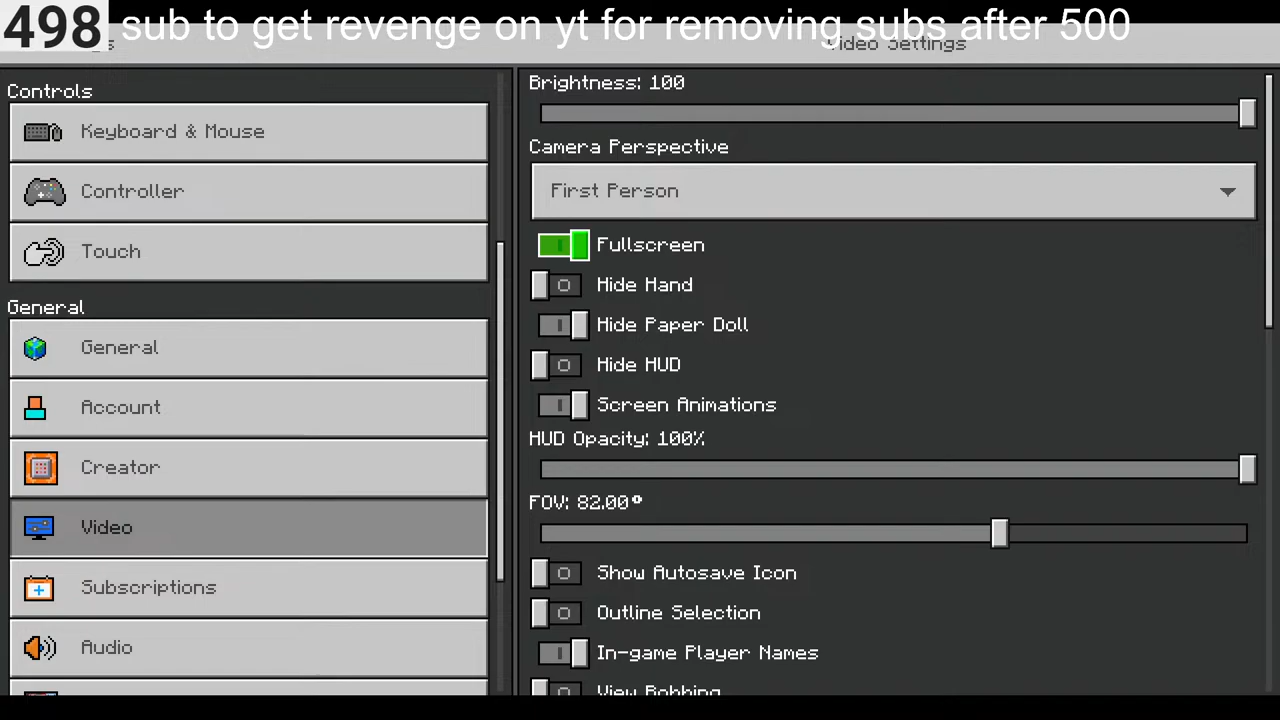 498 sub to get revenge on yt for removing subs after 500
Video Settings
Controls
Keyboard & Mouse
Controller
Touch
General
General
Account
Creator
Video
Subscriptions
Audio
Brightness: 100
Camera Perspective
First Person
Fullscreen
Hide Hand
Hide Paper Doll
Hide HUD
Screen Animations
HUD Opacity: 100%
FOV: 82.00°
Show Autosave Icon
Outline Selection
In-game Player Names
View Bobbing